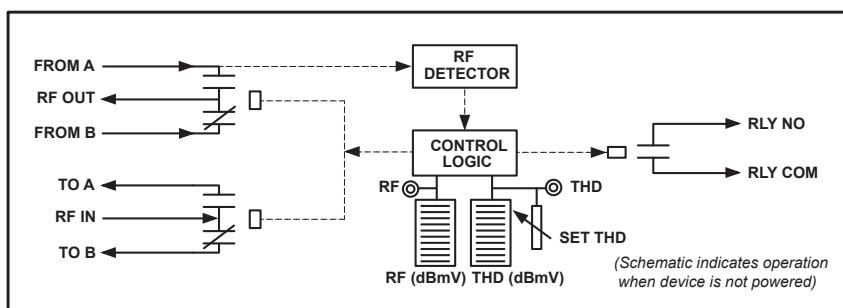 FROM A
RF OUT
FROM B
TO A
RF IN
TO B
RF
DETECTOR
CONTROL
LOGIC
RF
THD
RF (dBmV)
THD (dBmV)
SET THD
RLY NO
RLY COM
(Schematic indicates operation
when device is not powered)